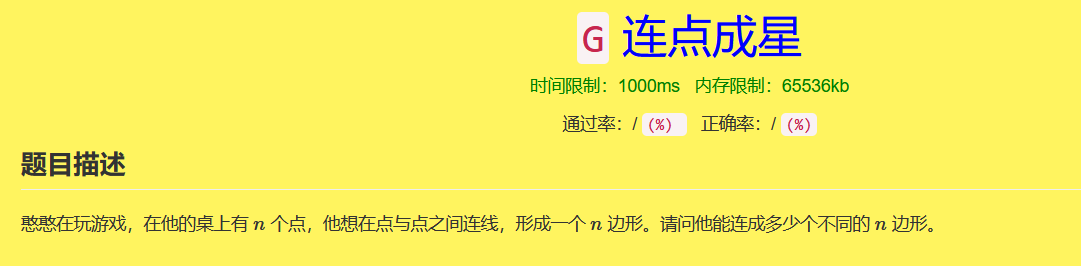 G 连点成星
时间限制：1000ms 内存限制：65536kb
通过率：/ (%) 正确率：/ (%)
题目描述
憨憨在玩游戏，在他的桌上有 n 个点，他想在点与点之间连线，形成一个 n 边形。请问他能连成多少个不同的 n 边形。